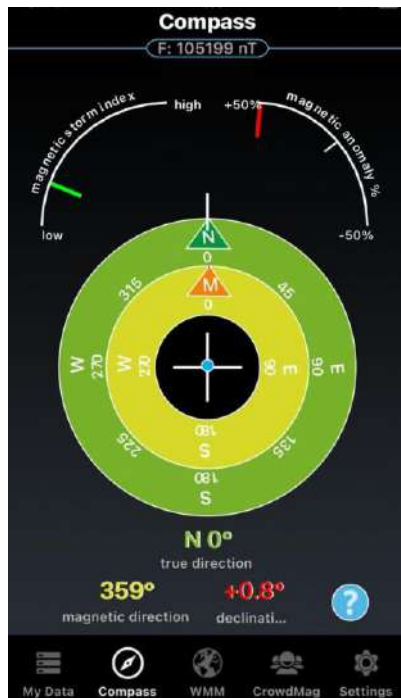 Compass
F: 105199 nT
magnetic storm index
high
+50%
magnetic anomaly %
low
-50%
N
0
M
0
315
45
W
270
W
270
90
E
90
E
225
180
S
135
180
S
N 0°
true direction
359°
+0.8°
magnetic direction
declinati...
?
My Data
Compass
WMM
CrowdMag
Settings